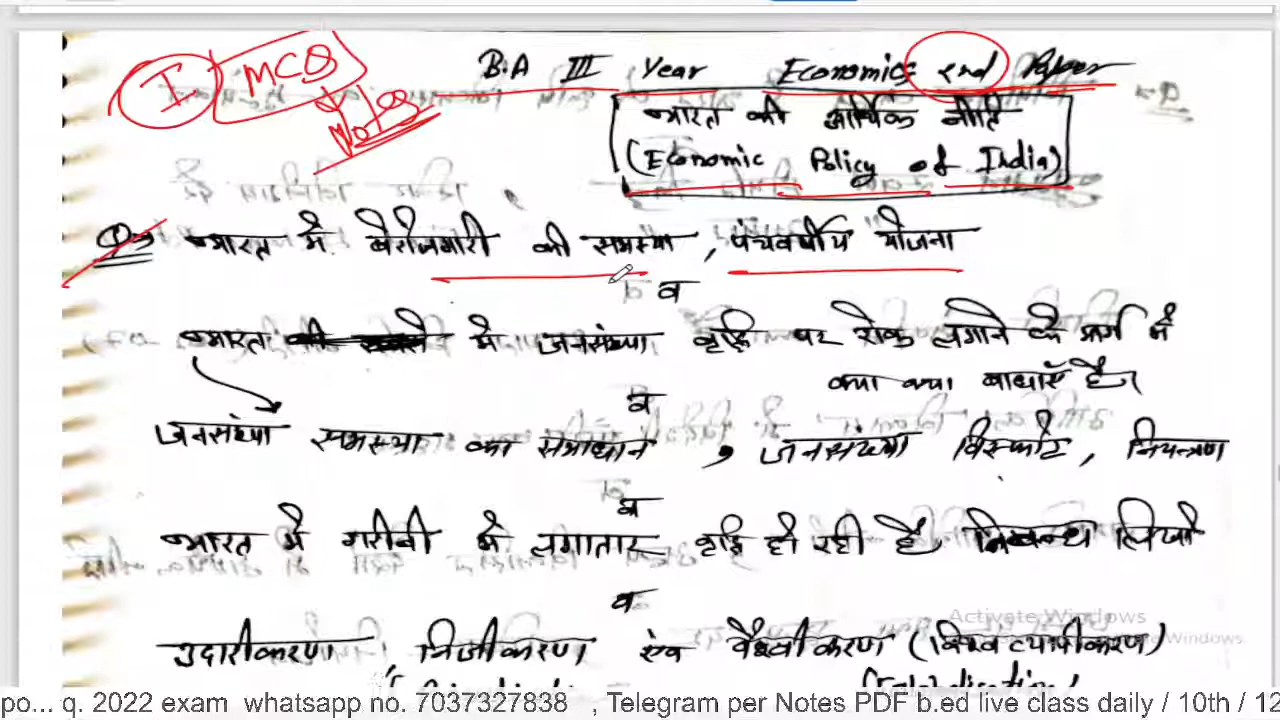 I MCQ
& Notes
B.A III Year Economics 2nd Paper
भारत की आर्थिक नीति
(Economic Policy of India)
Q→ भारत में बेरोजगारी की समस्या, पंचवर्षीय योजना
व
भारत में जनसंख्या वृद्धि पर रोक लगाने के मार्ग में
क्या क्या बाधाएँ हैं।
व
जनसंख्या समस्या का समाधान, जनसंख्या विस्फोट, नियन्त्रण
व
भारत में गरीबी में लगातार वृद्धि हो रही है, निबन्ध लिखो
व
उदारीकरण, निजीकरण एंव वैश्वीकरण (विश्वव्यापीकरण)
Activate Windows
po... q. 2022 exam whatsapp no. 7037327838 , Telegram per Notes PDF b.ed live class daily / 10th / 12